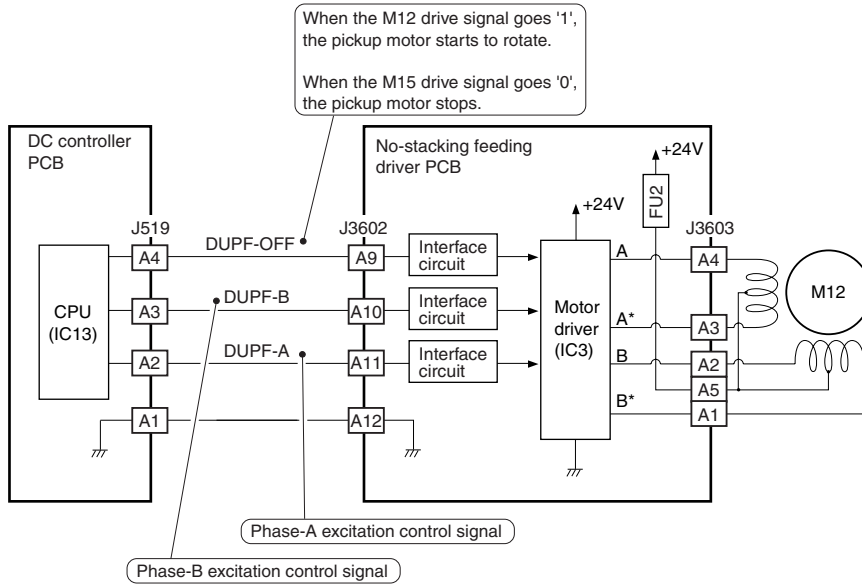 When the M12 drive signal goes '1',
the pickup motor starts to rotate.
When the M15 drive signal goes '0',
the pickup motor stops.
DC controller
PCB
No-stacking feeding
driver PCB
+24V
+24V
FU2
J519
J3602
J3603
DUPF-OFF
A4
A9
Interface
circuit
A
A4
CPU
(IC13)
A3
DUPF-B
A10
Interface
circuit
Motor
driver
(IC3)
A*
A3
M12
A2
DUPF-A
A11
Interface
circuit
B
A2
A5
A1
A12
B*
A1
Phase-A excitation control signal
Phase-B excitation control signal